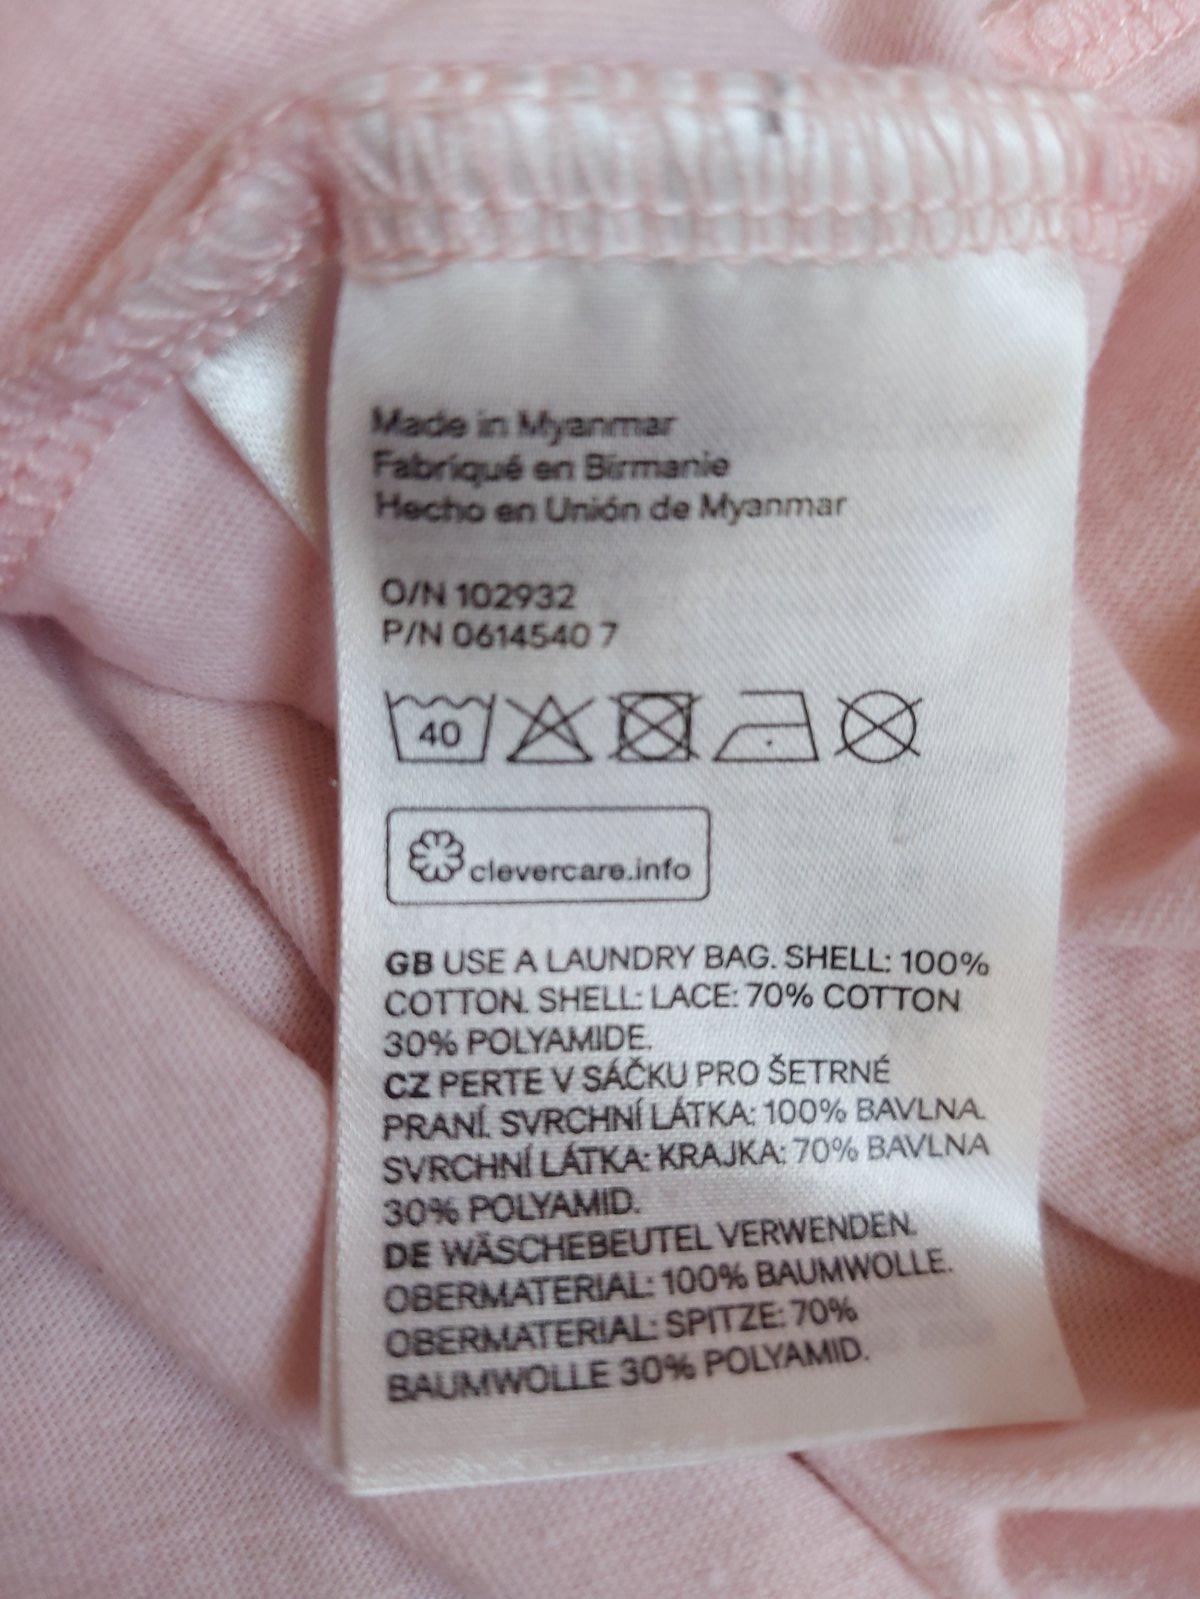 Made in Myanmar
Fabriqué en Birmanie
Hecho en Unión de Myanmar
O/N 102932
P/N 0614540 7
40
clevercare.info
GB USE A LAUNDRY BAG. SHELL: 100%
COTTON. SHELL: LACE: 70% COTTON
30% POLYAMIDE.
CZ PERTE V SÁČKU PRO ŠETRNÉ
PRANÍ. SVRCHNÍ LÁTKA: 100% BAVLNA.
SVRCHNÍ LÁTKA: KRAJKA: 70% BAVLNA
30% POLYAMID.
DE WÄSCHEBEUTEL VERWENDEN.
OBERMATERIAL: 100% BAUMWOLLE.
OBERMATERIAL: SPITZE: 70%
BAUMWOLLE 30% POLYAMID.